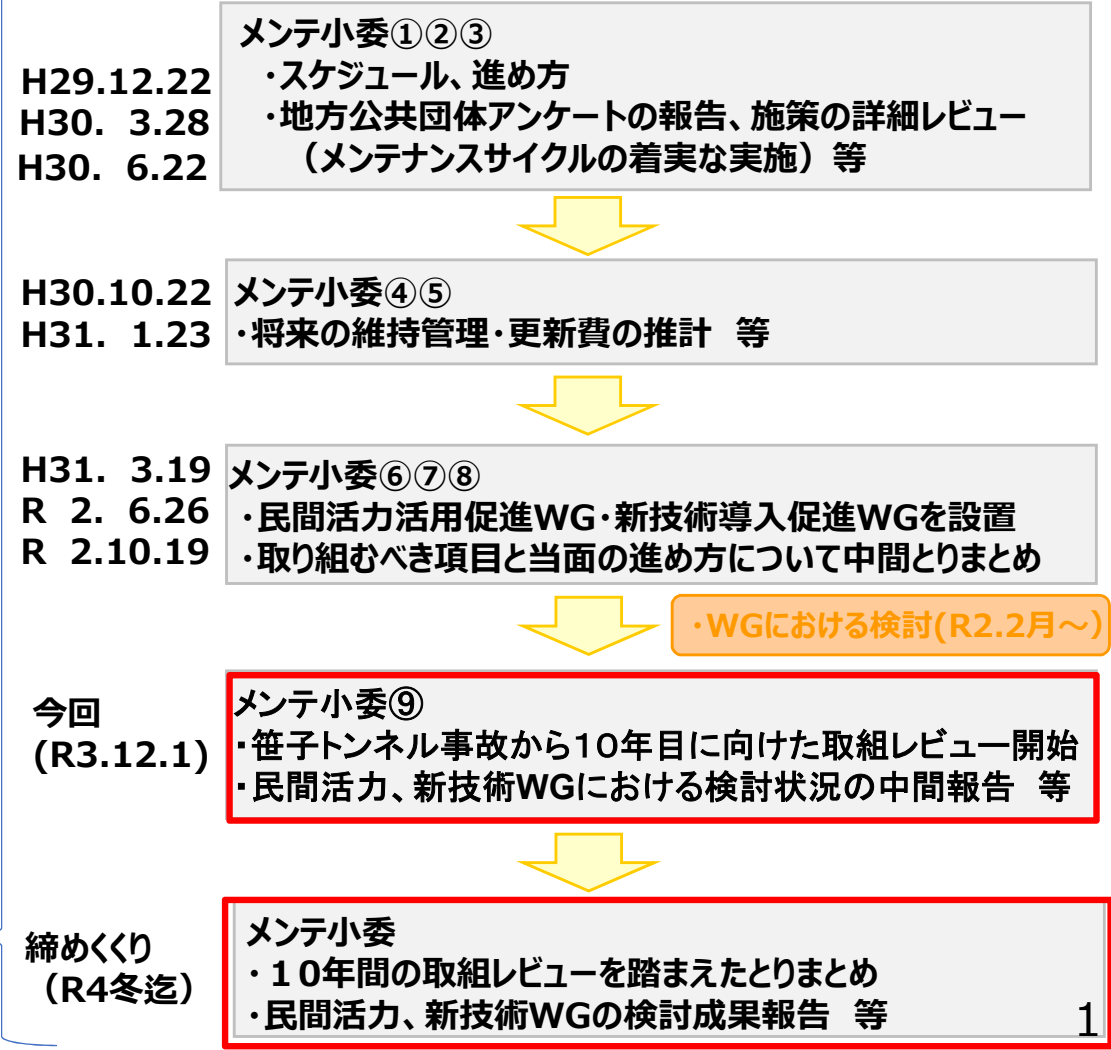 メンテ小委①②③
H29.12.22
・スケジュール、進め方
H30. 3.28
・地方公共団体アンケートの報告、施策の詳細レビュー
H30. 6.22
（メンテナンスサイクルの着実な実施）等
H30.10.22
メンテ小委④⑤
H31. 1.23
・将来の維持管理・更新費の推計 等
H31. 3.19
メンテ小委⑥⑦⑧
R 2. 6.26
・民間活力活用促進WG・新技術導入促進WGを設置
R 2.10.19
・取り組むべき項目と当面の進め方について中間とりまとめ
・WGにおける検討(R2.2月～）
今回
(R3.12.1)
メンテ小委⑨
・笹子トンネル事故から１０年目に向けた取組レビュー開始
・民間活力、新技術WGにおける検討状況の中間報告 等
締めくくり
（R4冬迄）
メンテ小委
・１０年間の取組レビューを踏まえたとりまとめ
・民間活力、新技術WGの検討成果報告 等
1